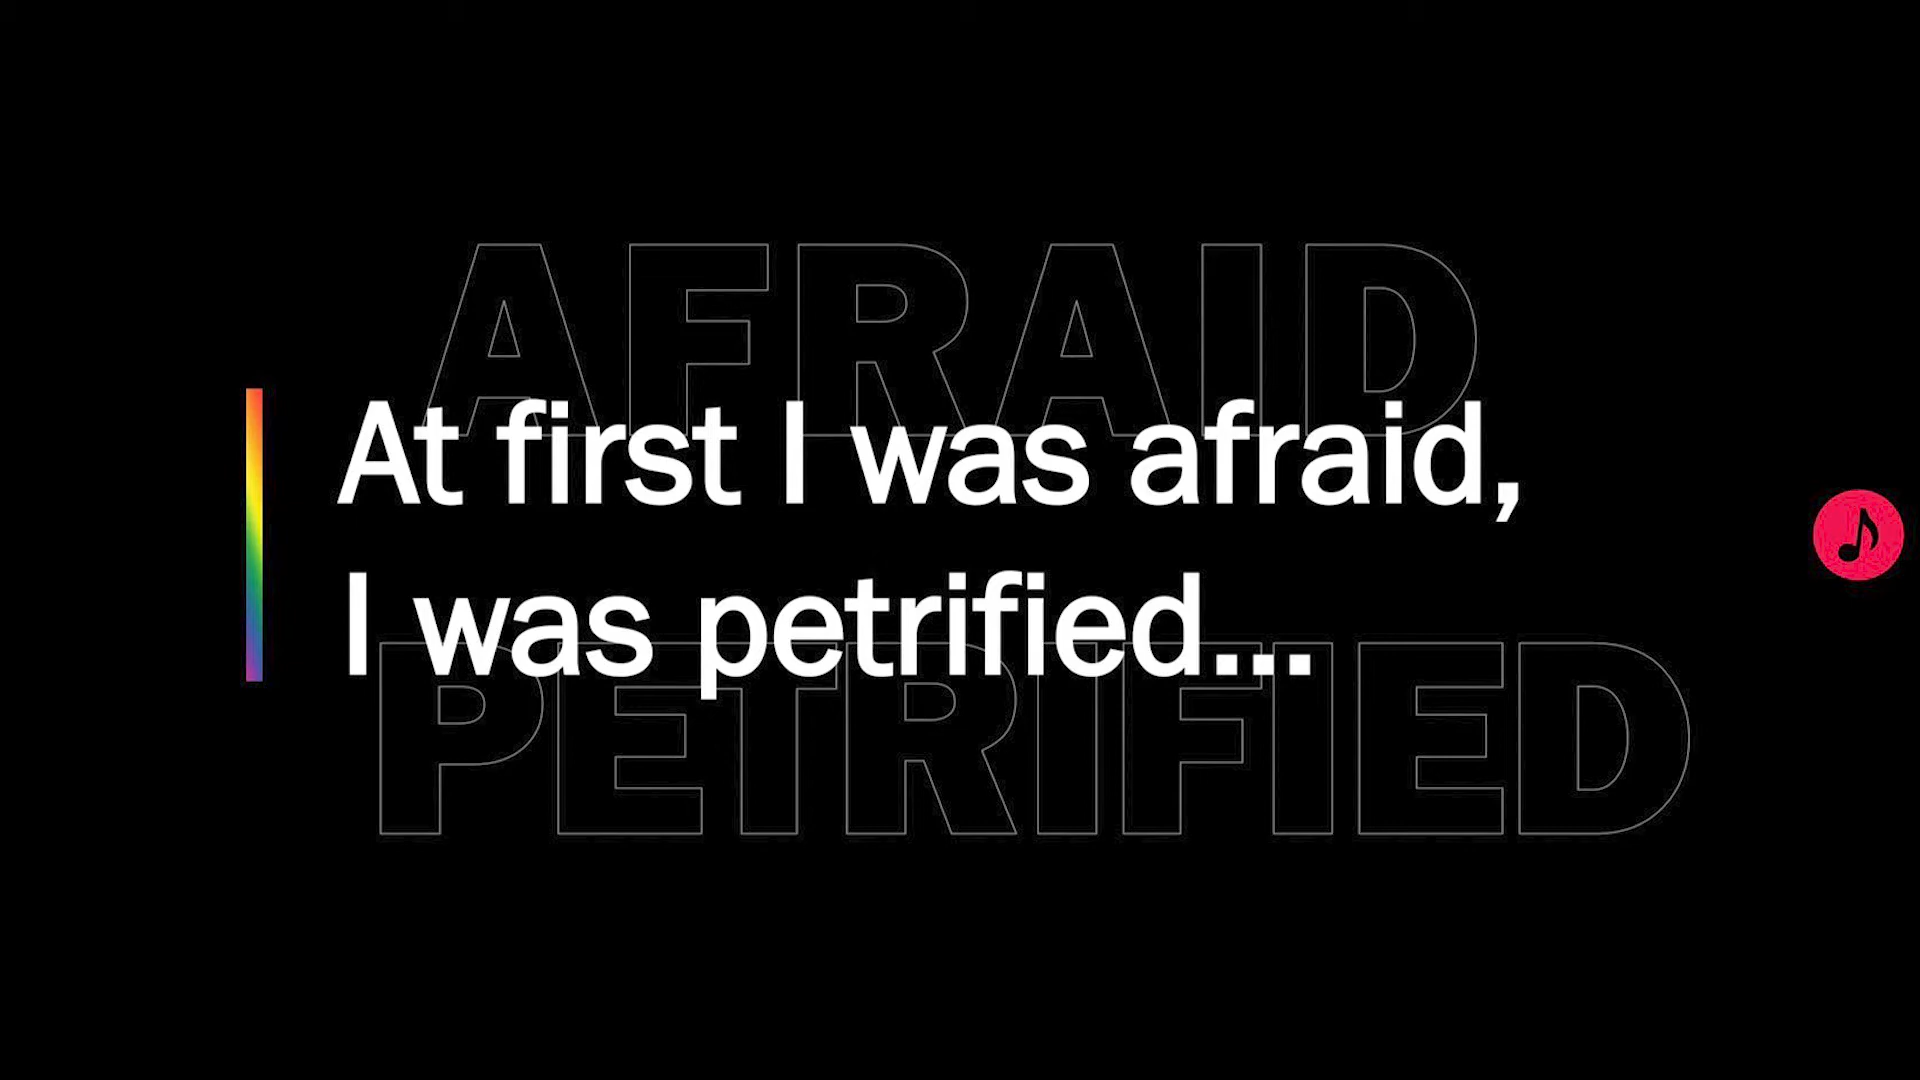 AFRAID
At first I was afraid,
I was petrified...
PETRIFIED